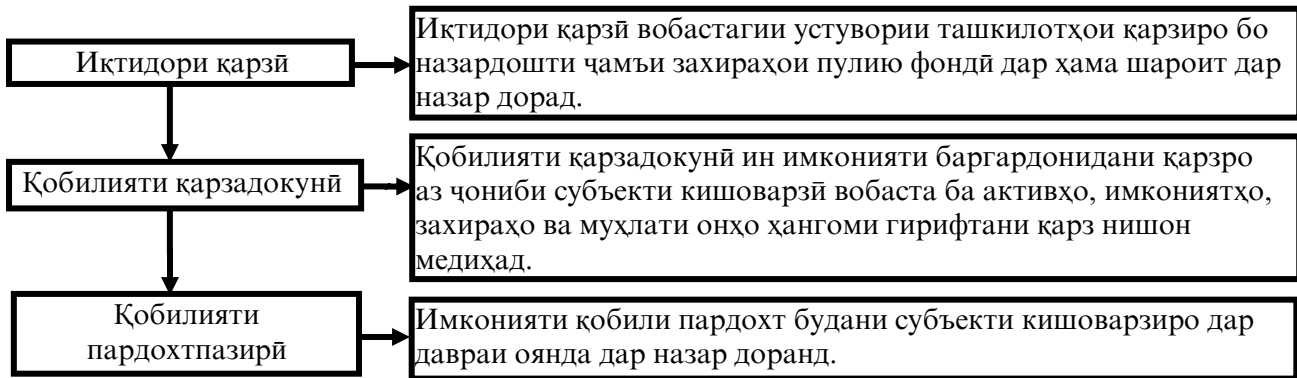 Иқтидори қарзӣ
Иқтидори қарзӣ вобастагии устувории ташкилотҳои қарзиро бо
назардошти ҷамъи захираҳои пулию фондӣ дар ҳама шароит дар
назар дорад.
Қобилияти қарзадокунӣ
Қобилияти қарзадокунӣ ин имконияти баргардонидани қарзро
аз ҷониби субъекти кишоварзӣ вобаста ба активҳо, имкониятҳо,
захираҳо ва муҳлати онҳо ҳангоми гирифтани қарз нишон
медиҳад.
Қобилияти
пардохтпазирӣ
Имконияти қобили пардохт будани субъекти кишоварзиро дар
давраи оянда дар назар доранд.